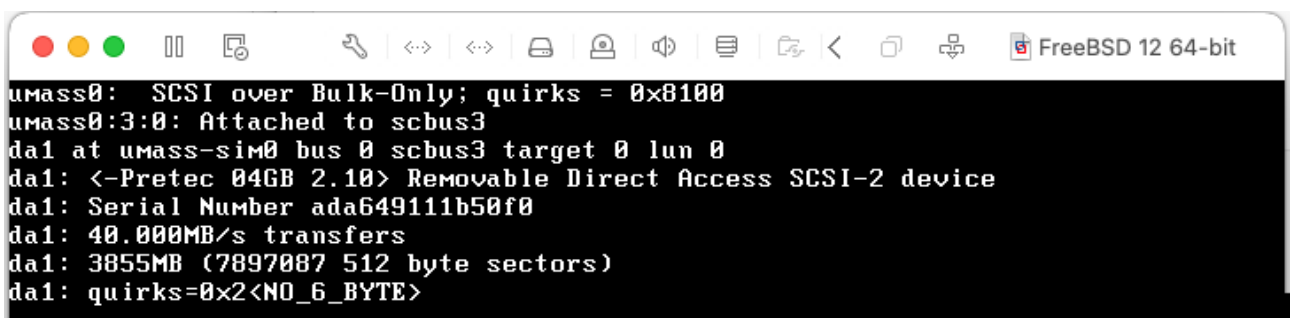 FreeBSD 12 64-bit
umass0:  SCSI over Bulk-Only; quirks = 0x8100
umass0:3:0: Attached to scbus3
da1 at umass-sim0 bus 0 scbus3 target 0 lun 0
da1: <-Pretec 04GB 2.10> Removable Direct Access SCSI-2 device
da1: Serial Number ada649111b50f0
da1: 40.000MB/s transfers
da1: 3855MB (7897087 512 byte sectors)
da1: quirks=0x2<NO_6_BYTE>